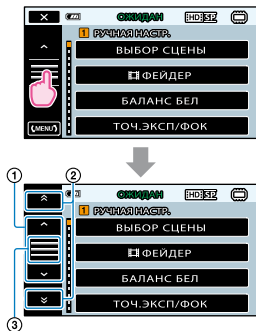 ОЖИДАН HD SP
1 РУЧНАЯ НАСТР.
ВЫБОР СЦЕНЫ
ФЕЙДЕР
БАЛАНС БЕЛ
ТОЧ.ЭКСП/ФОК
MENU
1 2
ОЖИДАН HD SP
1 РУЧНАЯ НАСТР.
ВЫБОР СЦЕНЫ
ФЕЙДЕР
БАЛАНС БЕЛ
ТОЧ.ЭКСП/ФОК
3